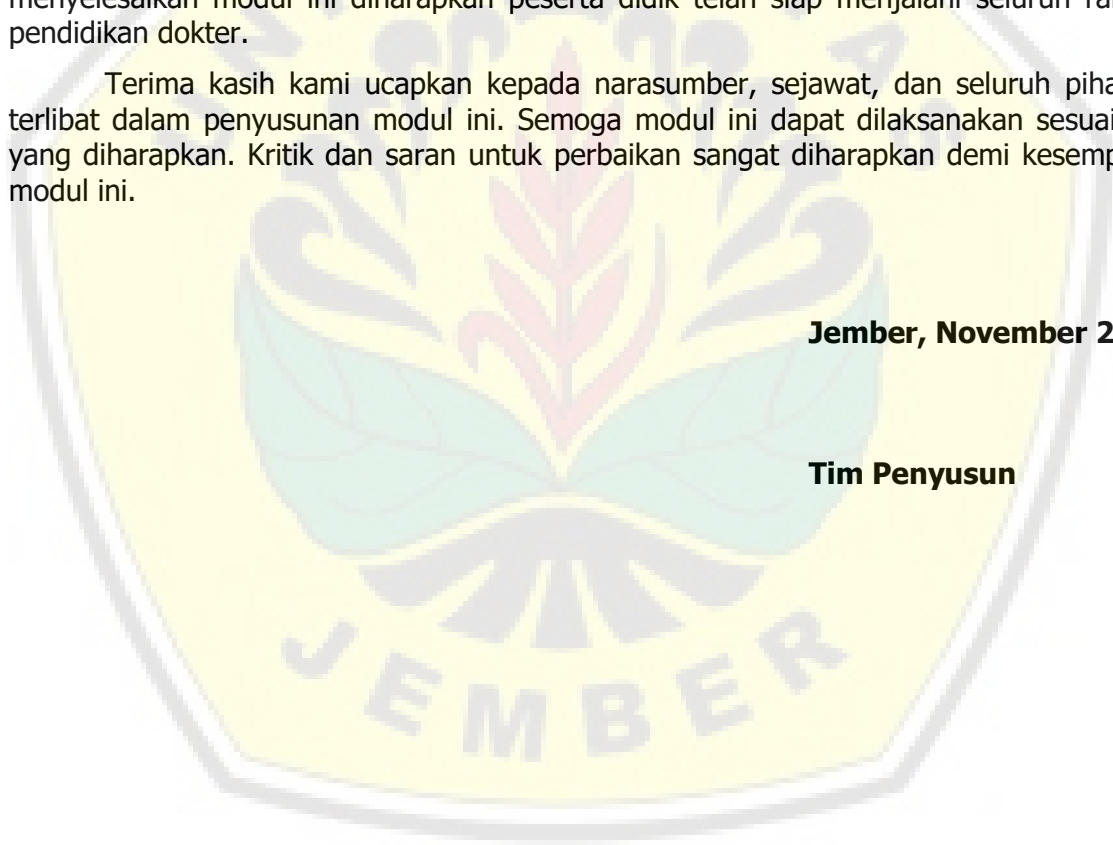 menyelesaikan modul ini diharapkan peserta didik telah siap menjalani seluruh
pendidikan dokter.
Terima kasih kami ucapkan kepada narasumber, sejawat, dan seluruh
terlibat dalam penyusunan modul ini. Semoga modul ini dapat dilaksanakan sesuai
yang diharapkan. Kritik dan saran untuk perbaikan sangat diharapkan demi
modul ini.
Jember, November 2
Tim Penyusun
JEMBER